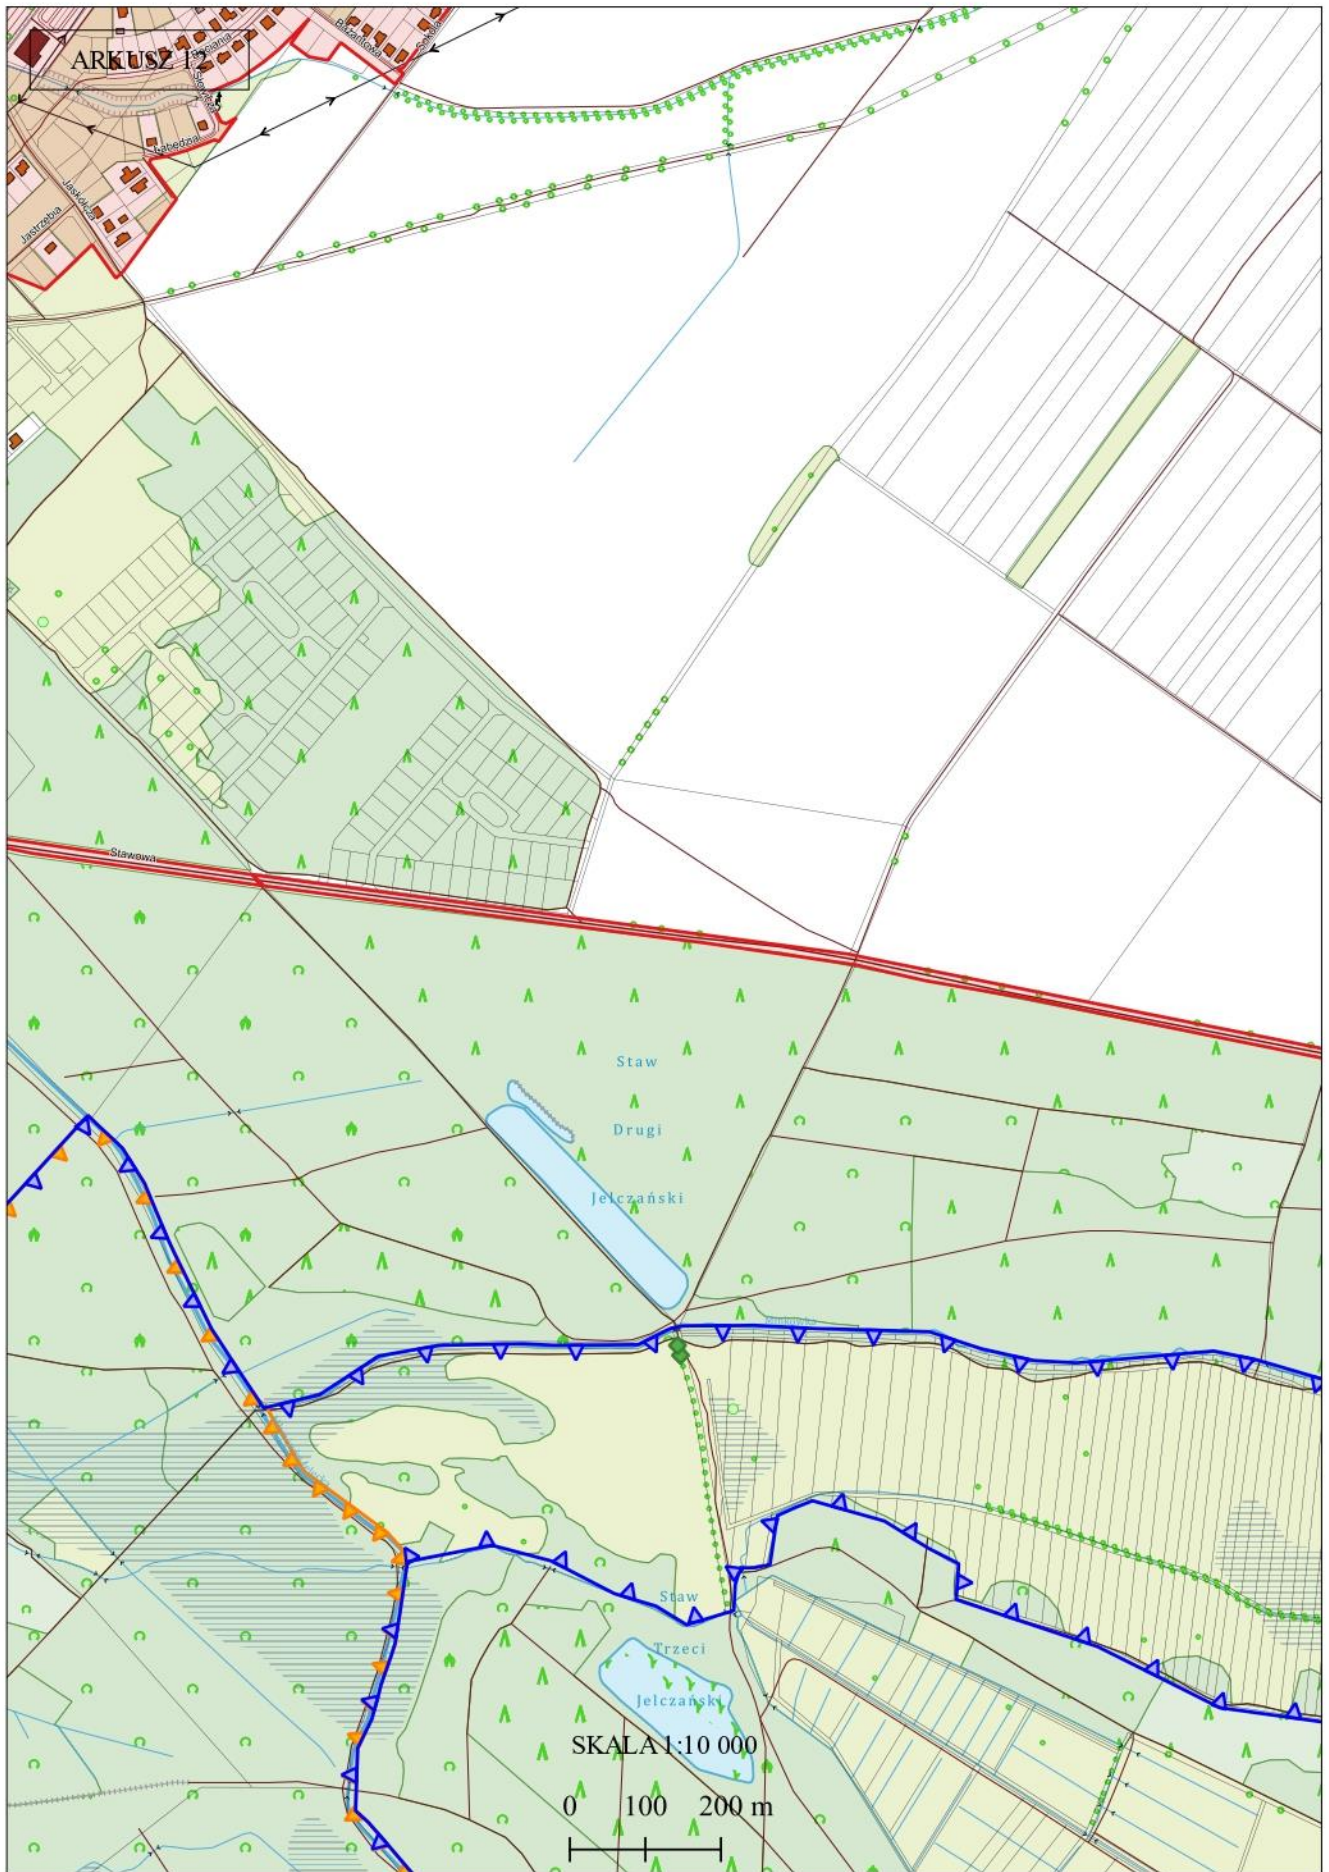 ARKUSZ 12
Bażantowa
Sokola
Łabędzia
Jaskółcza
Jastrzębia
Stawowa
Staw
Drugi
Jelczański
Staw
Trzeci
Jelczański
SKALA 1:10 000
0 100 200 m